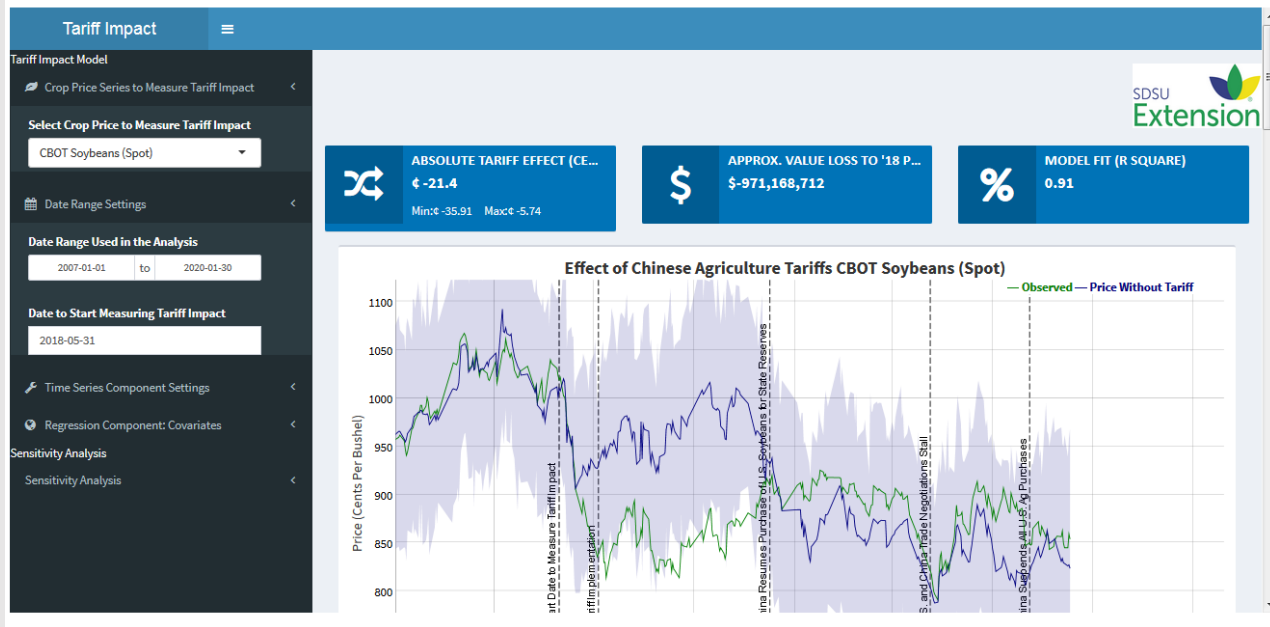 Tariff Impact
Tariff Impact Model
Crop Price Series to Measure Tariff Impact
Select Crop Price to Measure Tariff Impact
CBOT Soybeans (Spot)
Date Range Settings
Date Range Used in the Analysis
2007-01-01 to 2020-01-30
Date to Start Measuring Tariff Impact
2018-05-31
Time Series Component Settings
Regression Component: Covariates
Sensitivity Analysis
Sensitivity Analysis
SDSU
Extension
ABSOLUTE TARIFF EFFECT (CE...
¢ -21.4
Min:¢ -35.91 Max:¢ -5.74
$
APPROX. VALUE LOSS TO '18 P...
$-971,168,712
%
MODEL FIT (R SQUARE)
0.91
Effect of Chinese Agriculture Tariffs CBOT Soybeans (Spot)
Observed Price Without Tariff
Price (Cents Per Bushel)
1100
1050
1000
950
900
850
800
art Date to Measure Tariff Impact
riff Implementation
ina Resumes Purchase of U.S. Soybeans for State Reserves
S. and China Trade Negotiations Stall
ina Suspends All U.S. Ag Purchases